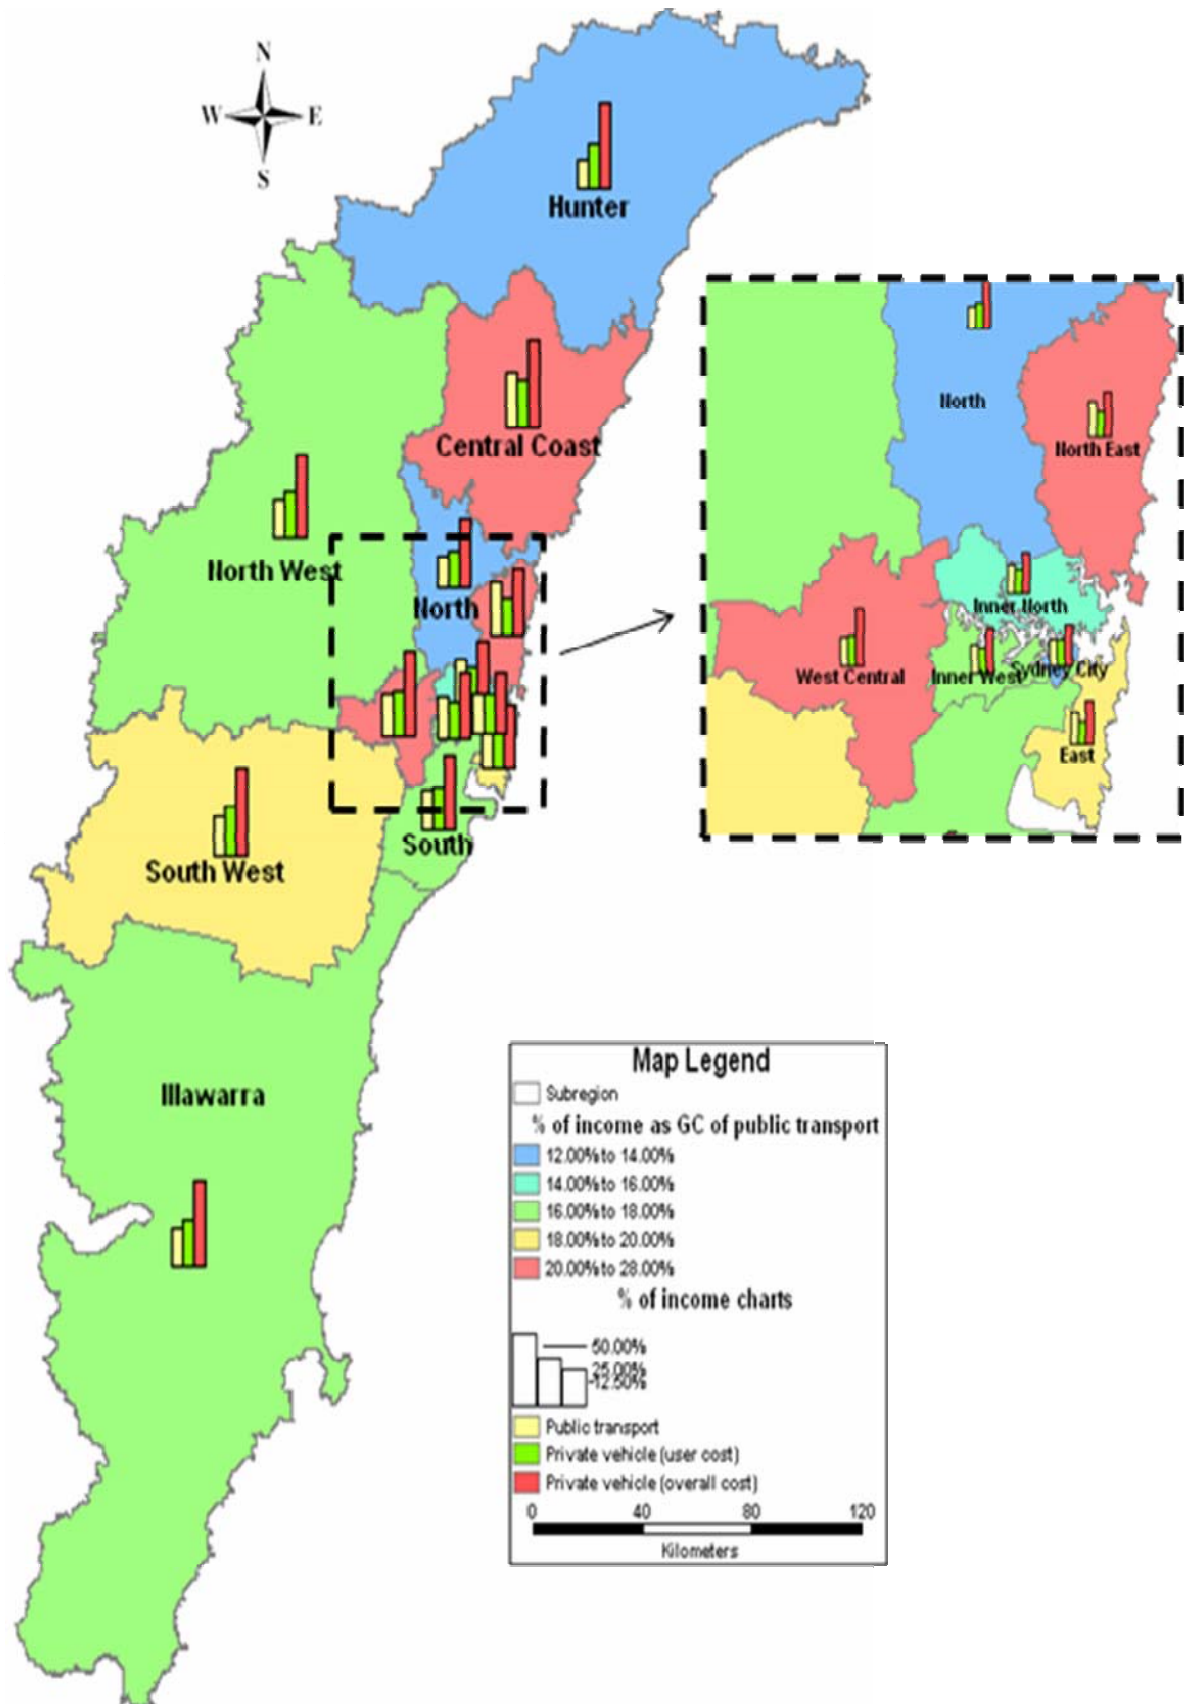 N
W E
S
Hunter
Central Coast
North West
North
South
South West
Illawarra
North
North East
Inner North
West Central
Inner West
Sydney City
East
Map Legend
Subregion
% of income as GC of public transport
12.00% to 14.00%
14.00% to 16.00%
16.00% to 18.00%
18.00% to 20.00%
20.00% to 28.00%
% of income charts
50.00%
25.00%
12.50%
Public transport
Private vehicle (user cost)
Private vehicle (overall cost)
0 40 80 120
Kilometers